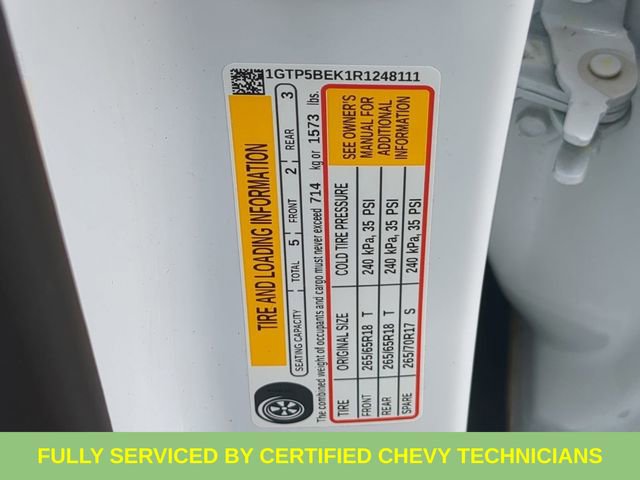 1GTP5BEK1R1248111
TIRE AND LOADING INFORMATION
SEATING CAPACITY TOTAL 5 FRONT 2 REAR 3
The combined weight of occupants and cargo must never exceed 714 kg or 1573 lbs.
TIRE ORIGINAL SIZE COLD TIRE PRESSURE
FRONT 265/65R18 T 240 kPa, 35 PSI
REAR 265/65R18 T 240 kPa, 35 PSI
SPARE 265/70R17 S 240 kPa, 35 PSI
SEE OWNER'S
MANUAL FOR
ADDITIONAL
INFORMATION
FULLY SERVICED BY CERTIFIED CHEVY TECHNICIANS